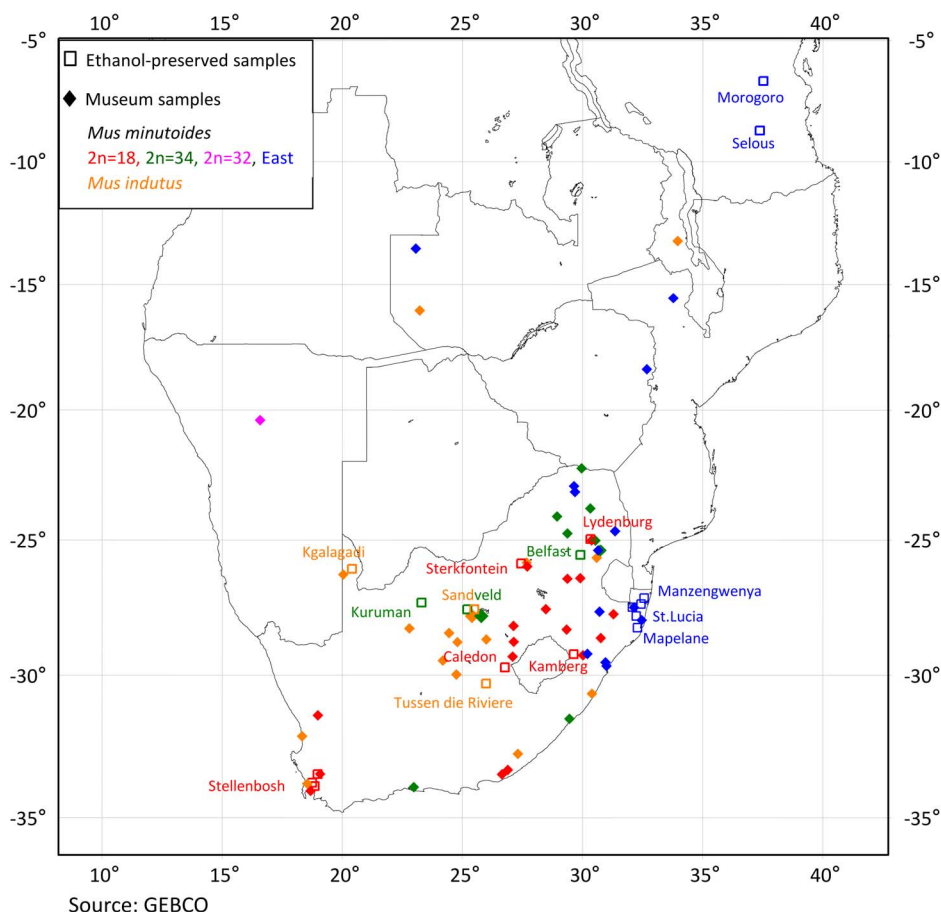 10° 15° 20° 25° 30° 35° 40°
-5° -5°
Ethanol-preserved samples
Museum samples
Mus minutoides
2n=18, 2n=34, 2n=32, East
Mus indutus
Morogoro
Selous
-10° -10°
-15° -15°
-20° -20°
-25° -25°
Lydenburg
Kgalagadi
Belfast
Sterkfontein
Manzengwenya
Sandveld
Kuruman
St.Lucia
Mapelane
Caledon
Kamberg
-30° -30°
Tussen die Riviere
Stellenbosh
-35° -35°
10° 15° 20° 25° 30° 35° 40°
Source: GEBCO